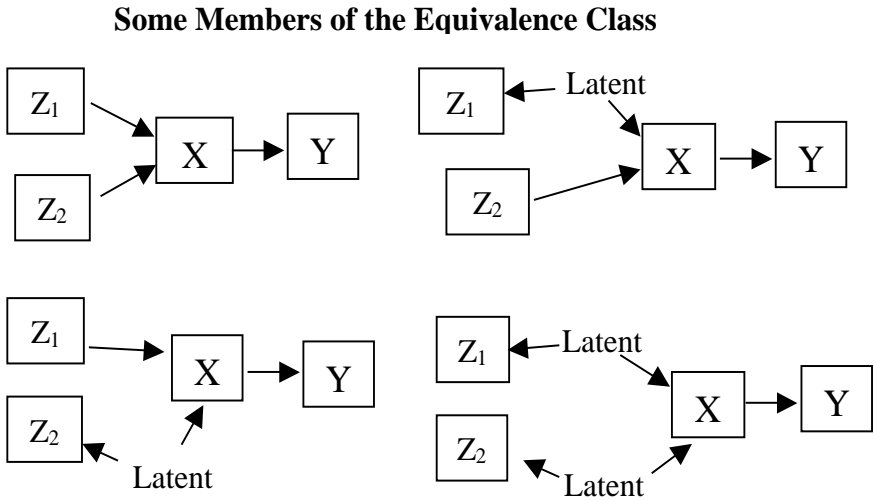 Some Members of the Equivalence Class
Z1
X
Y
Z2
Latent
Z1
X
Y
Z2
Z1
X
Y
Z2
Latent
Latent
Z1
X
Y
Z2
Latent